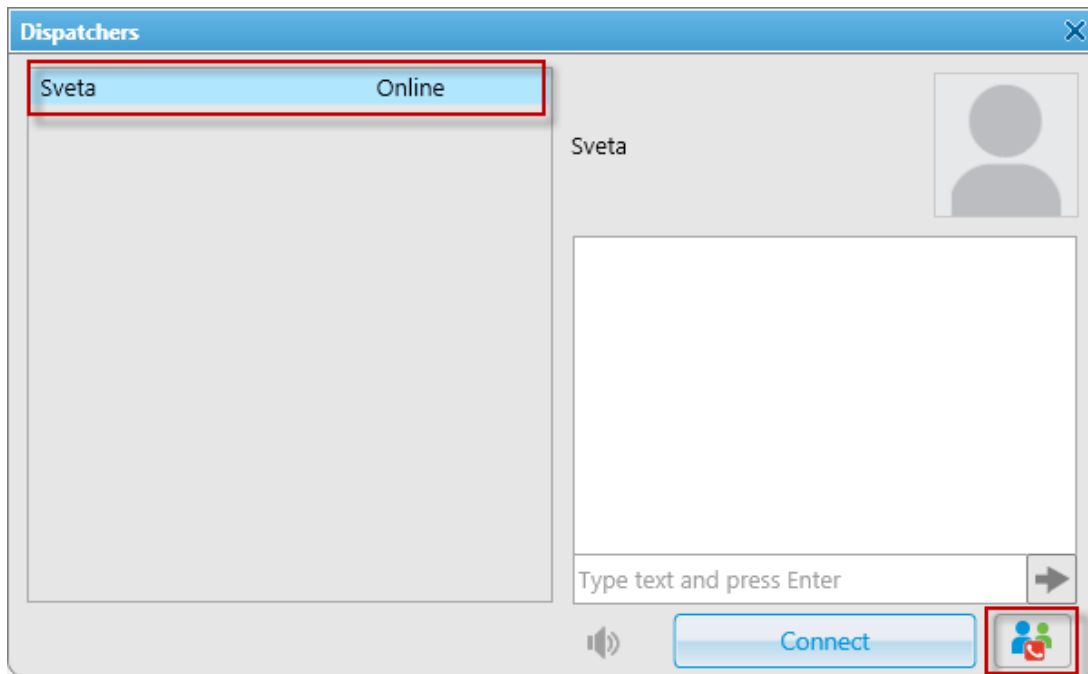 Dispatchers
Sveta Online
Sveta
Type text and press Enter
Connect